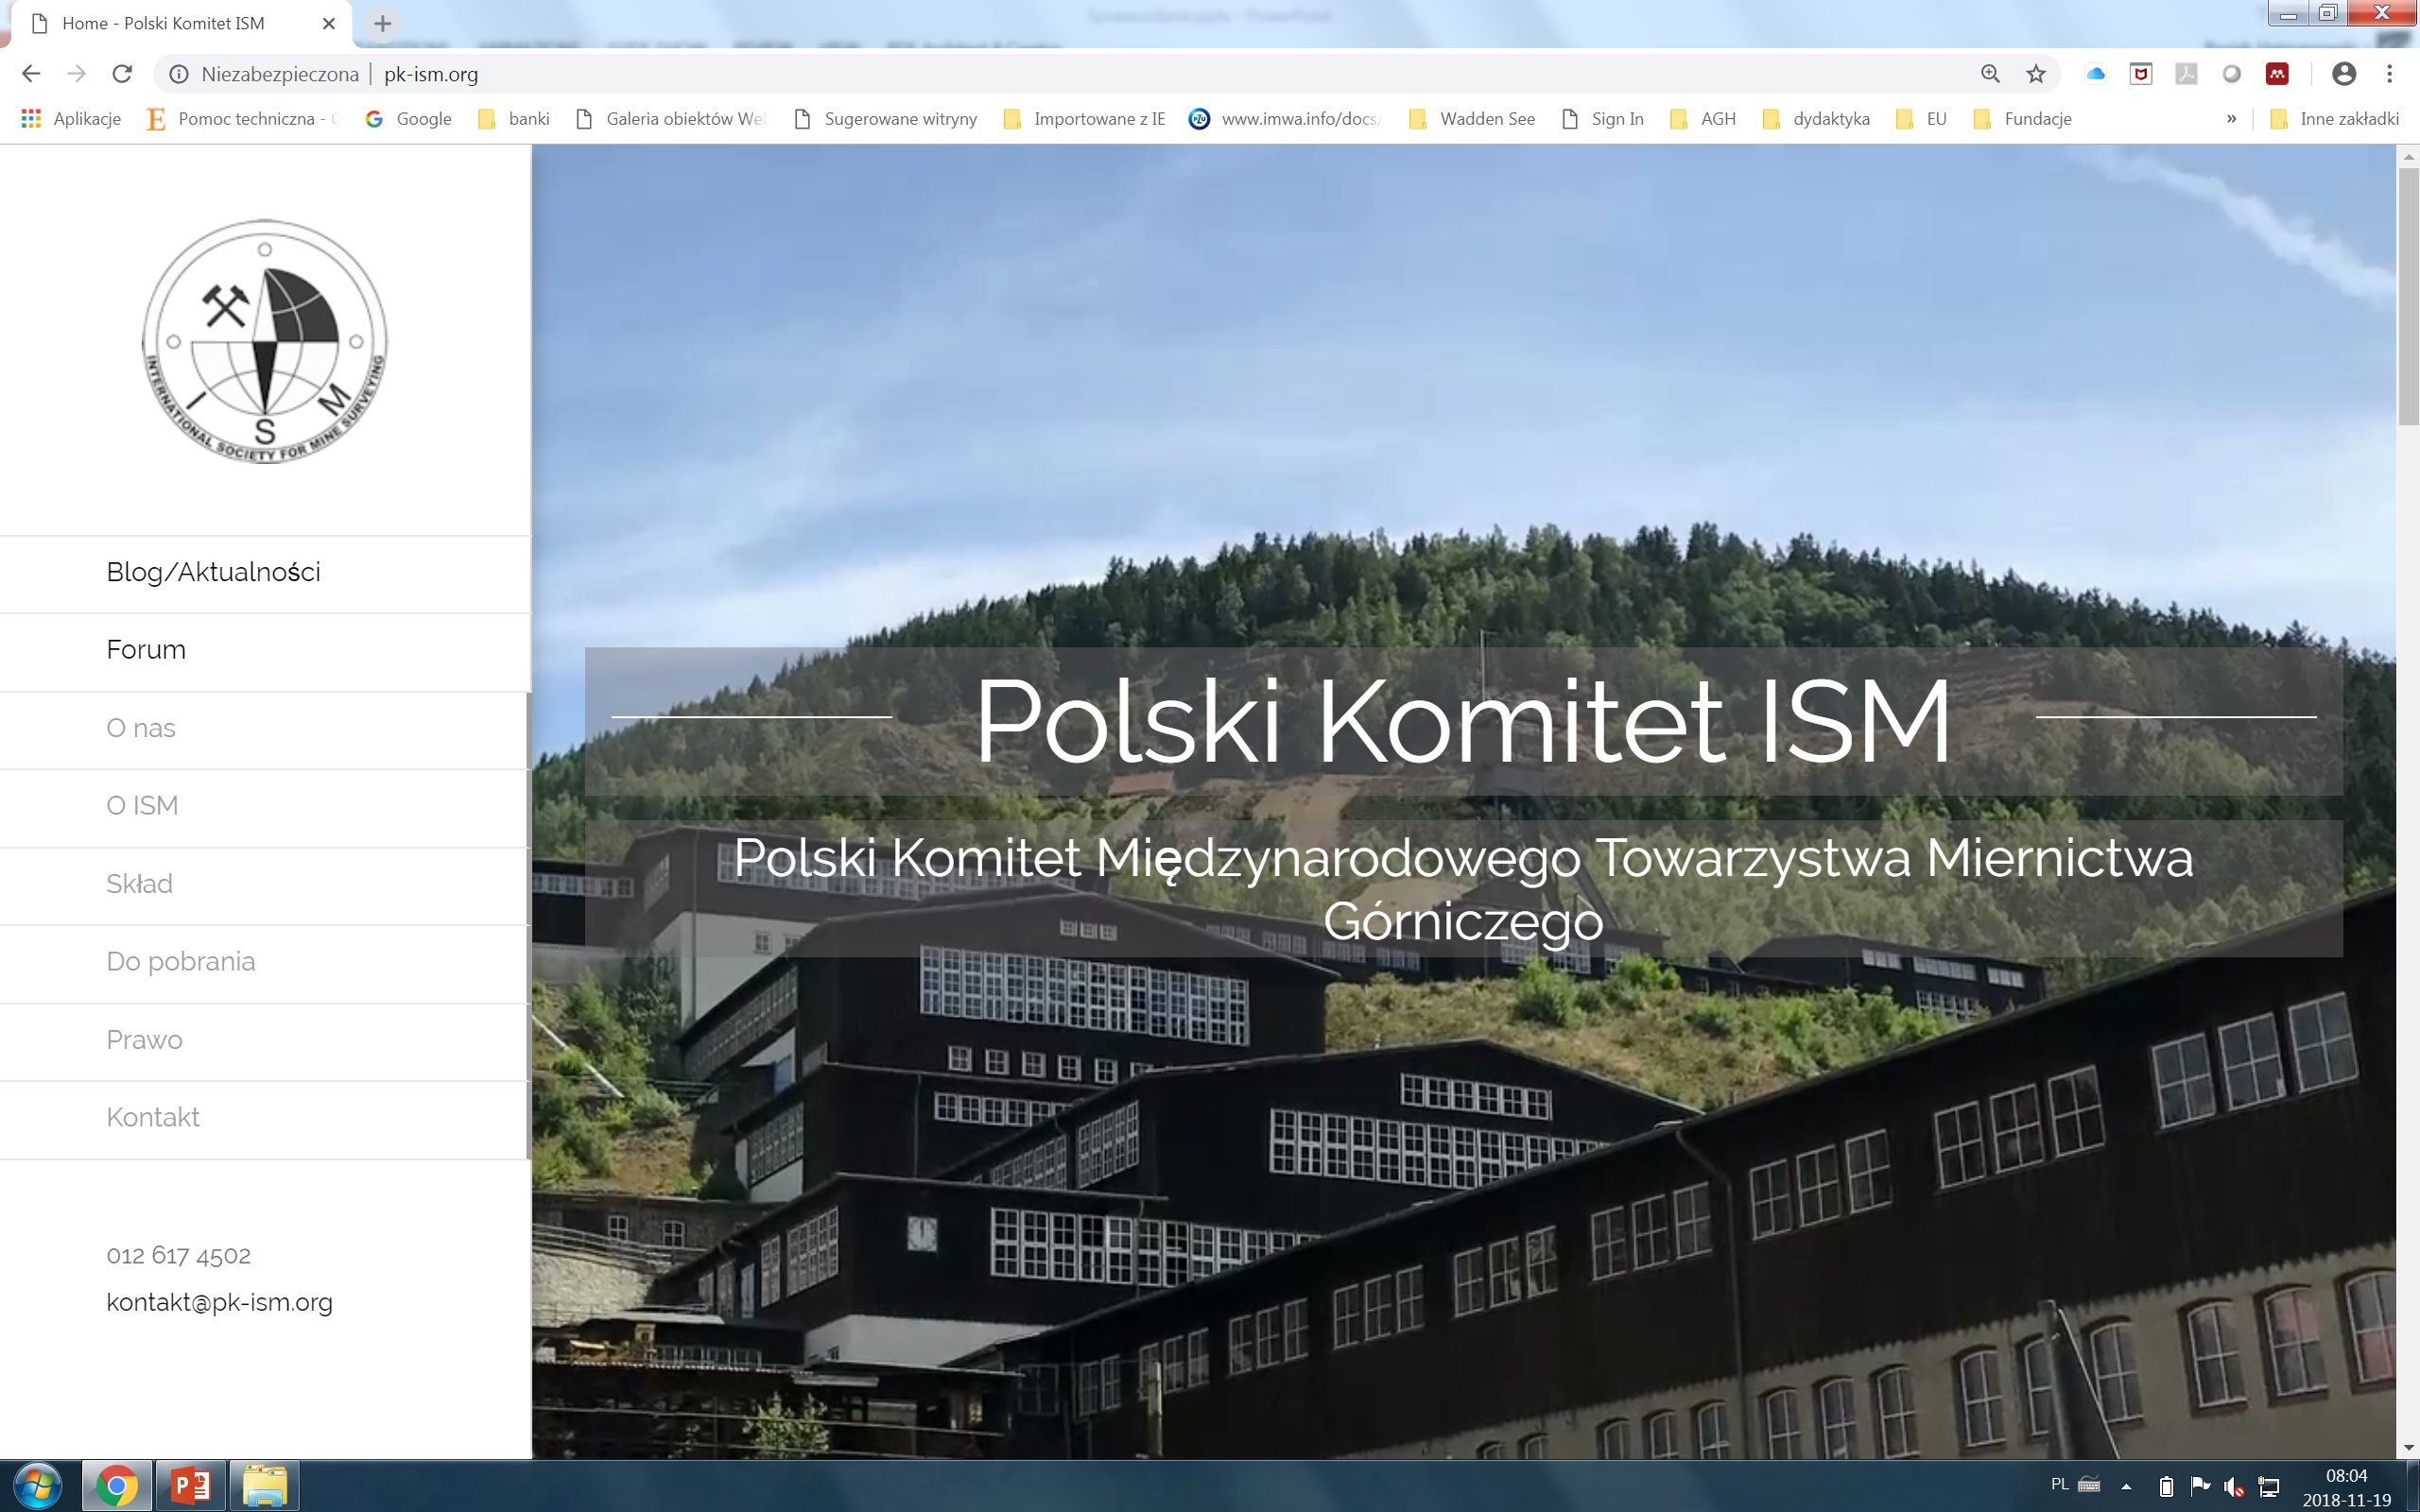 Home - Polski Komitet ISM
Niezabezpieczona | pk-ism.org
Aplikacje
Pomoc techniczna -
Google
banki
Galeria obiektów We
Sugerowane witryny
Importowane z IE
www.imwa.info/docs/
Wadden See
Sign In
AGH
dydaktyka
EU
Fundacje
»
Inne zakładki
INTERNATIONAL SOCIETY FOR MINE SURVEYING
I S M
Blog/Aktualności
Forum
O nas
O ISM
Skład
Do pobrania
Prawo
Kontakt
012 617 4502
kontakt@pk-ism.org
Polski Komitet ISM
Polski Komitet Międzynarodowego Towarzystwa Miernictwa
Górniczego
PL
08:04
2018-11-19